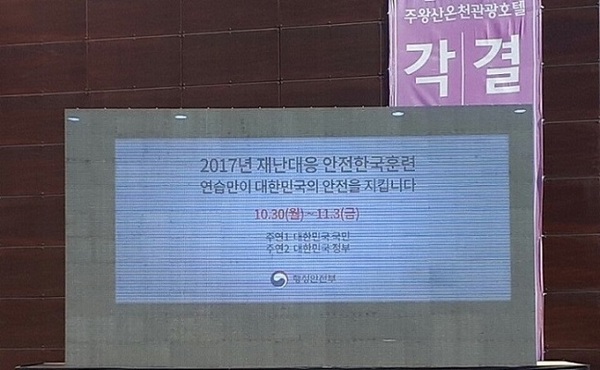 주왕산온천관광호텔
각 결
2017년 재난대응 안전한국훈련
연습만이 대한민국의 안전을 지킵니다
10.30(월) ~ 11.3(금)
주연1 대한민국 국민
주연2 대한민국 정부
행정안전부